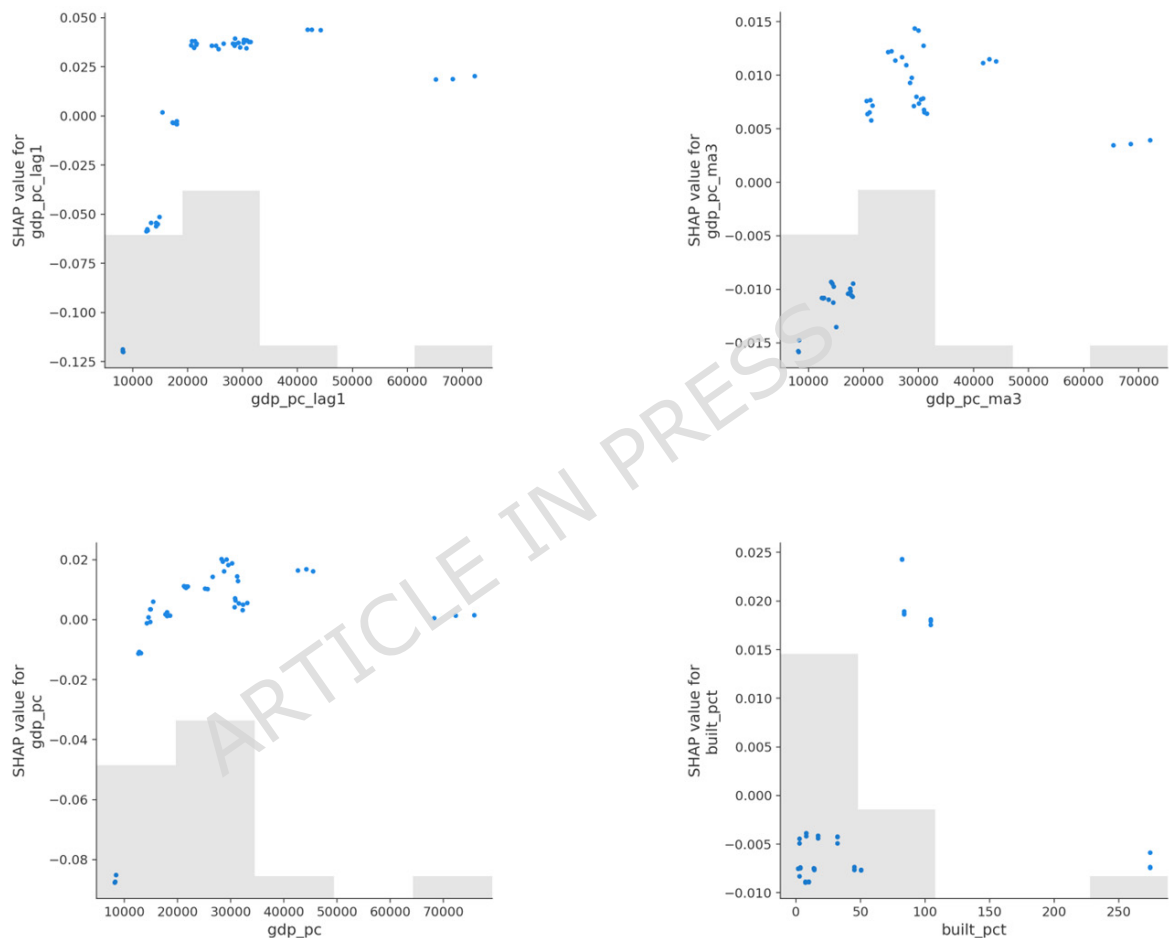 0.050
0.025
0.000
−0.025
−0.050
−0.075
−0.100
−0.125
SHAP value for
gdp_pc_lag1
10000 20000 30000 40000 50000 60000 70000
gdp_pc_lag1
0.015
0.010
0.005
0.000
−0.005
−0.010
−0.015
SHAP value for
gdp_pc_ma3
10000 20000 30000 40000 50000 60000 70000
gdp_pc_ma3
ARTICLE IN PRESS
0.02
0.00
−0.02
−0.04
−0.06
−0.08
SHAP value for
gdp_pc
10000 20000 30000 40000 50000 60000 70000
gdp_pc
0.025
0.020
0.015
0.010
0.005
0.000
−0.005
−0.010
SHAP value for
built_pct
0 50 100 150 200 250
built_pct